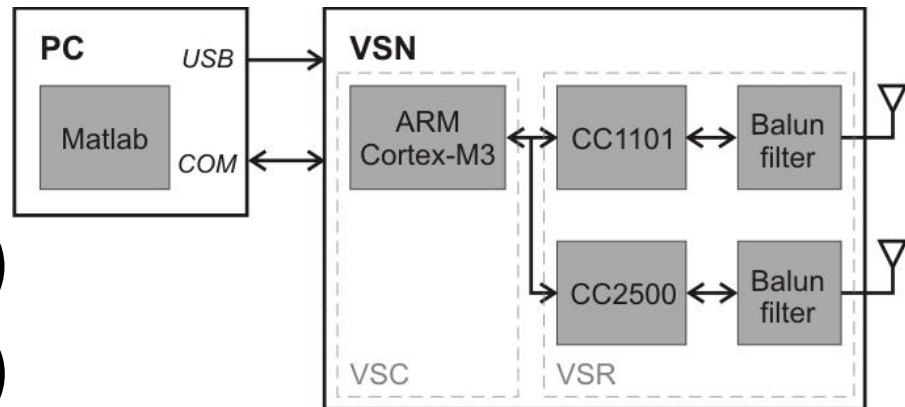 PC
USB
Matlab
COM
VSN
ARM
Cortex-M3
CC1101
Balun
filter
CC2500
Balun
filter
VSC
VSR
)
)